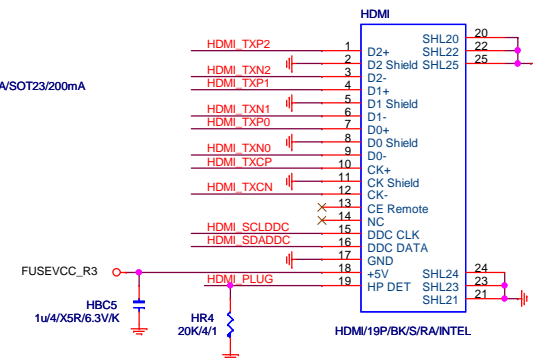 HDMI
HDMI_TXP2 1 D2+ SHL20 20
2 D2 Shield SHL22 22
HDMI_TXN2 3 D2- SHL25 25
A/SOT23/200mA
HDMI_TXP1 4 D1+
5 D1 Shield
HDMI_TXN1 6 D1-
HDMI_TXP0 7 D0+
8 D0 Shield
HDMI_TXN0 9 D0-
HDMI_TXCP 10 CK+
11 CK Shield
HDMI_TXCN 12 CK-
13 CE Remote
14 NC
HDMI_SCLDDC 15 DDC CLK
HDMI_SDADDC 16 DDC DATA
17 GND
FUSEVCC_R3 18 +5V SHL24 24
HDMI_PLUG 19 HP DET SHL23 23
SHL21 21
HBC5
1u/4/X5R/6.3V/K
HR4
20K/4/1
HDMI/19P/BK/S/RA/INTEL